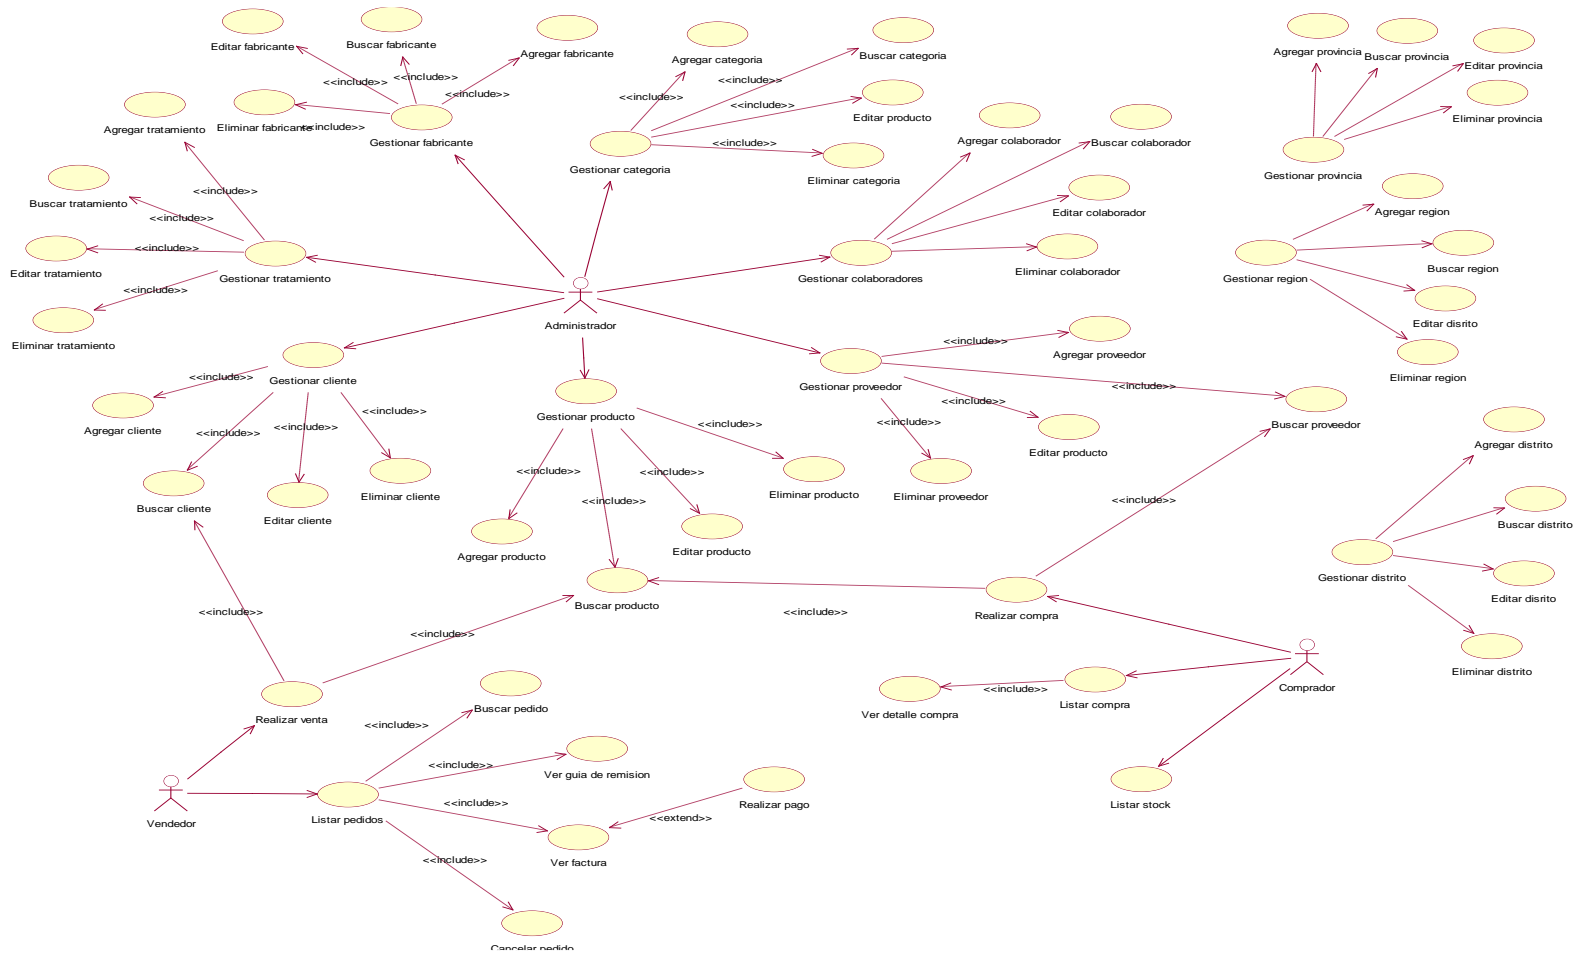 Editar fabricante
Buscar fabricante
Agregar fabricante
<<include>>
<<include>>
<<include>>
Eliminar fabricante
<<include>>
Gestionar fabricante
Agregar categoria
Buscar categoria
<<include>>
<<include>>
<<include>>
Editar producto
<<include>>
Gestionar categoria
Eliminar categoria
Agregar provincia
Buscar provincia
Editar provincia
Eliminar provincia
Gestionar provincia
Agregar tratamiento
<<include>>
Buscar tratamiento
<<include>>
<<include>>
Editar tratamiento
Gestionar tratamiento
<<include>>
Eliminar tratamiento
Agregar colaborador
Buscar colaborador
Editar colaborador
Eliminar colaborador
Gestionar colaboradores
Agregar region
Buscar region
Gestionar region
Editar disrito
Eliminar region
Administrador
Gestionar cliente
<<include>>
Agregar cliente
<<include>>
<<include>>
<<include>>
Buscar cliente
Editar cliente
Eliminar cliente
Gestionar producto
<<include>>
<<include>>
<<include>>
<<include>>
Eliminar producto
Agregar producto
Editar producto
Buscar producto
Gestionar proveedor
<<include>>
Agregar proveedor
<<include>>
<<include>>
<<include>>
Buscar proveedor
Editar producto
Eliminar proveedor
<<include>>
Agregar distrito
Buscar distrito
Gestionar distrito
Editar disrito
Eliminar distrito
<<include>>
<<include>>
<<include>>
Realizar compra
Realizar venta
Comprador
<<include>>
Ver detalle compra
Listar compra
Listar stock
Buscar pedido
<<include>>
<<include>>
Ver guia de remision
<<include>>
Vendedor
Listar pedidos
Realizar pago
<<extend>>
Ver factura
<<include>>
Cancelar pedido